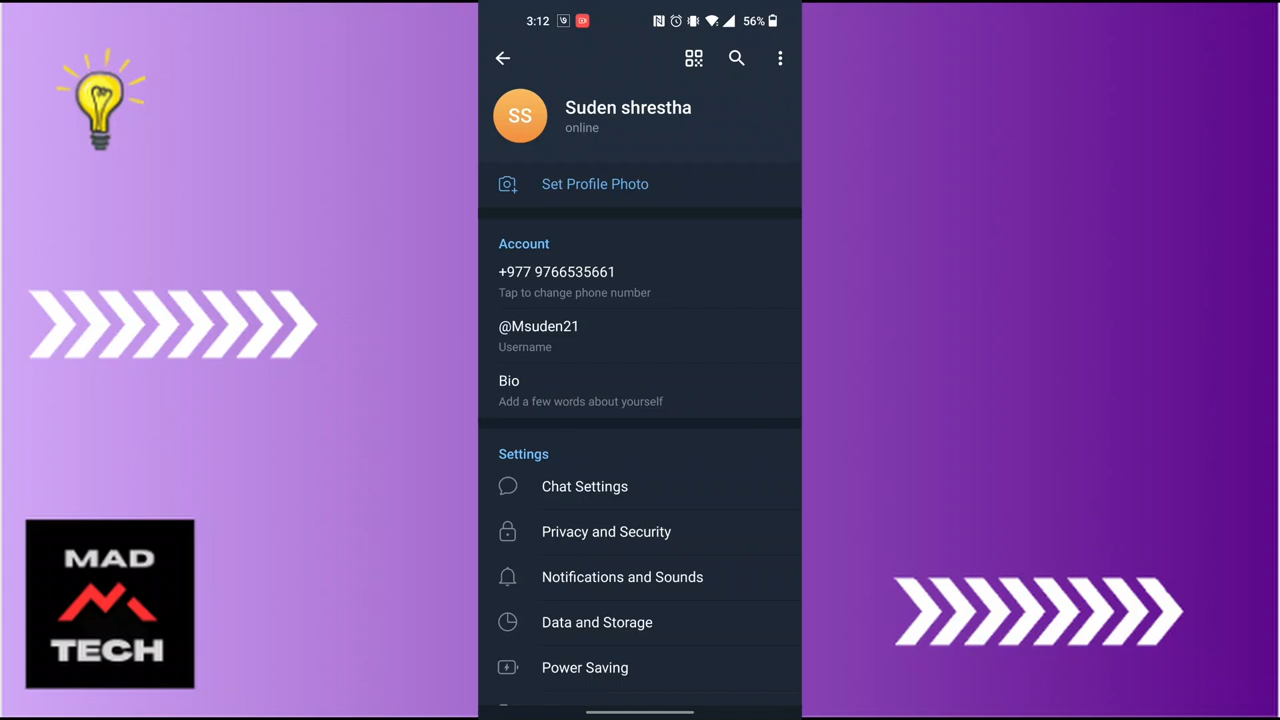 3:12
56%
SS
Suden shrestha
online
Set Profile Photo
Account
+977 9766535661
Tap to change phone number
@Msuden21
Username
Bio
Add a few words about yourself
Settings
Chat Settings
Privacy and Security
Notifications and Sounds
Data and Storage
Power Saving
MAD
TECH